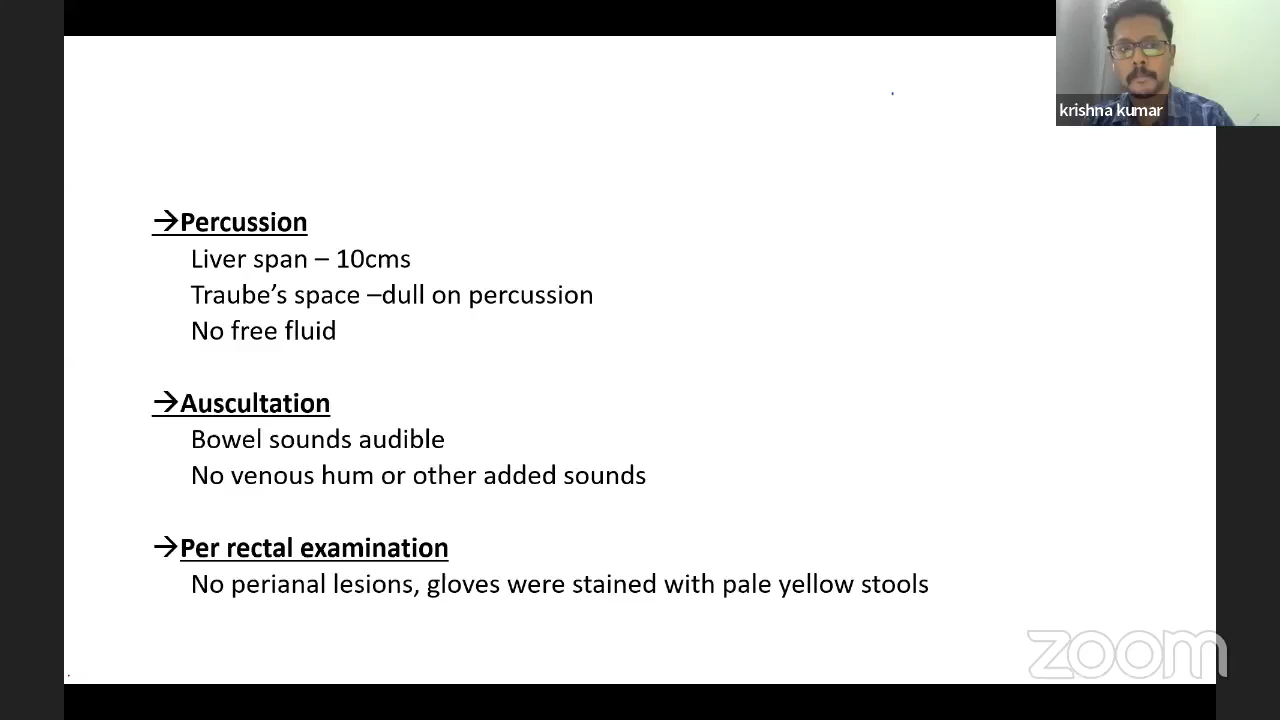 krishna kumar
→Percussion
Liver span – 10cms
Traube’s space –dull on percussion
No free fluid
→Auscultation
Bowel sounds audible
No venous hum or other added sounds
→Per rectal examination
No perianal lesions, gloves were stained with pale yellow stools
zoom